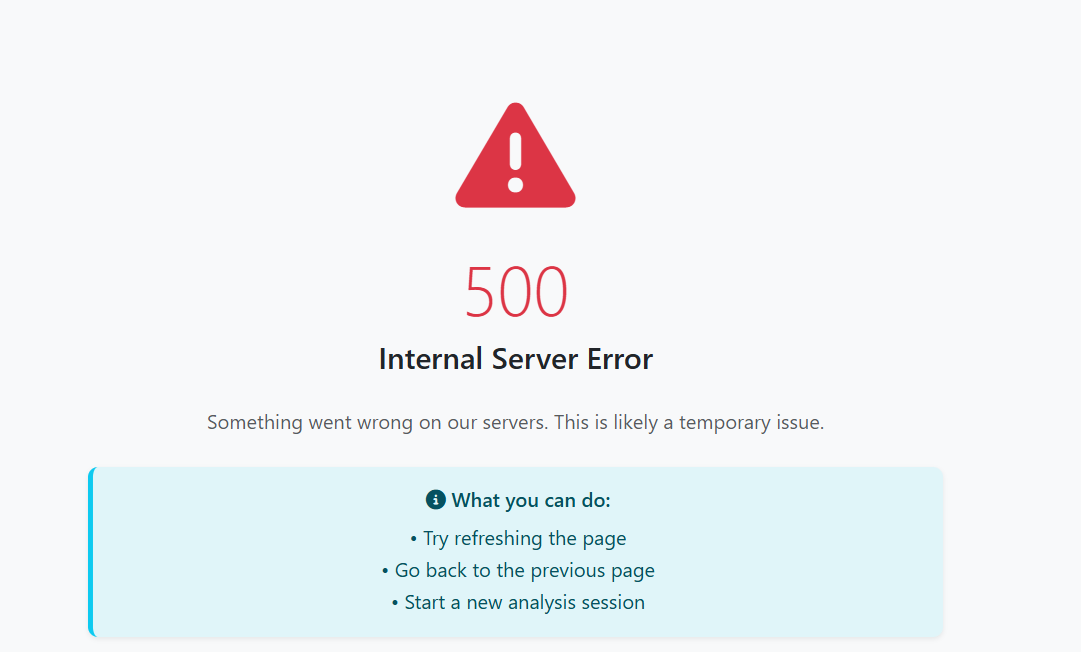 500
Internal Server Error
Something went wrong on our servers. This is likely a temporary issue.
What you can do:
• Try refreshing the page
• Go back to the previous page
• Start a new analysis session